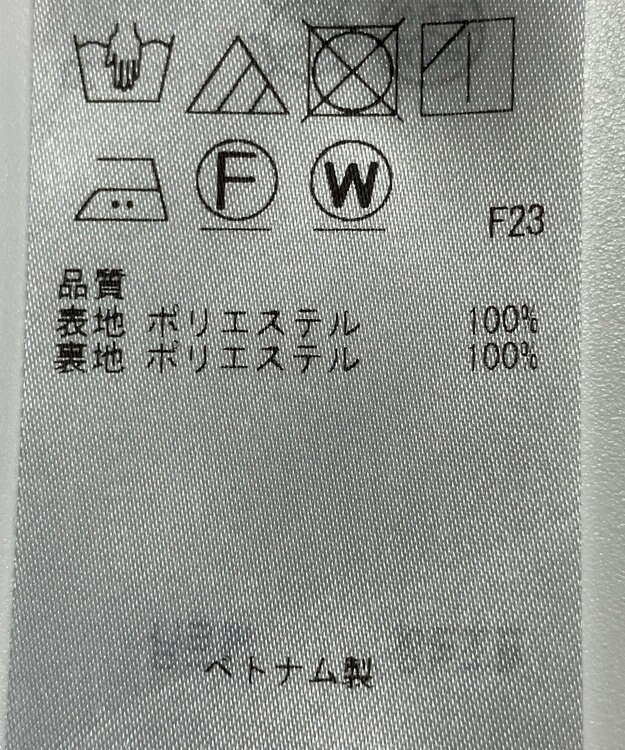 F W
F23
品質
表地 ポリエステル 100%
裏地 ポリエステル 100%
ベトナム製